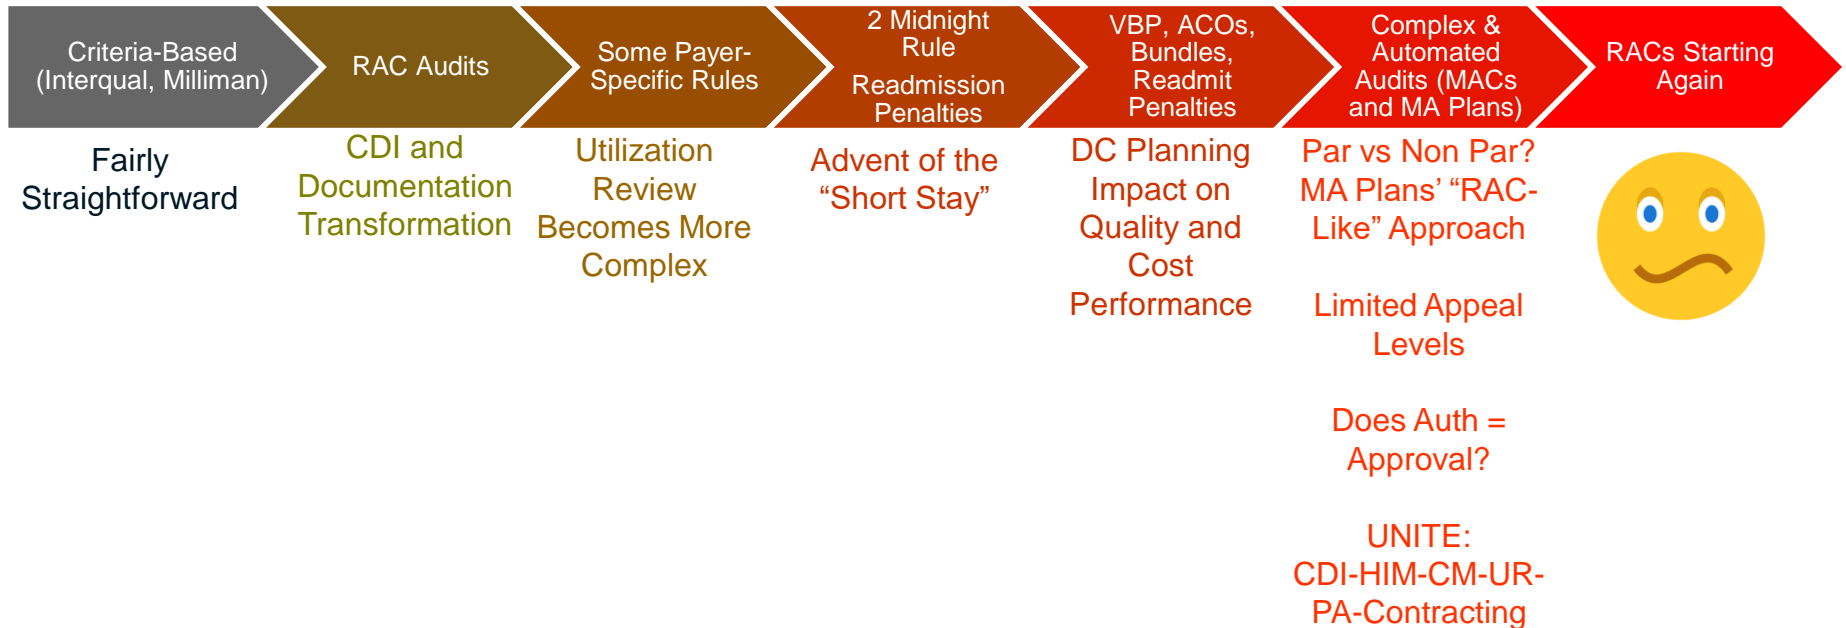 Criteria-Based
(Interqual, Milliman)
RAC Audits
Some Payer-
Specific Rules
2 Midnight
Rule
Readmission
Penalties
VBP, ACOs,
Bundles,
Readmit
Penalties
Complex &
Automated
Audits (MACs
and MA Plans)
RACs Starting
Again
Fairly
Straightforward
CDI and
Documentation
Transformation
Utilization
Review
Becomes More
Complex
Advent of the
“Short Stay”
DC Planning
Impact on
Quality and
Cost
Performance
Par vs Non Par?
MA Plans’ “RAC-
Like” Approach
Limited Appeal
Levels
Does Auth =
Approval?
UNITE:
CDI-HIM-CM-UR-
PA-Contracting